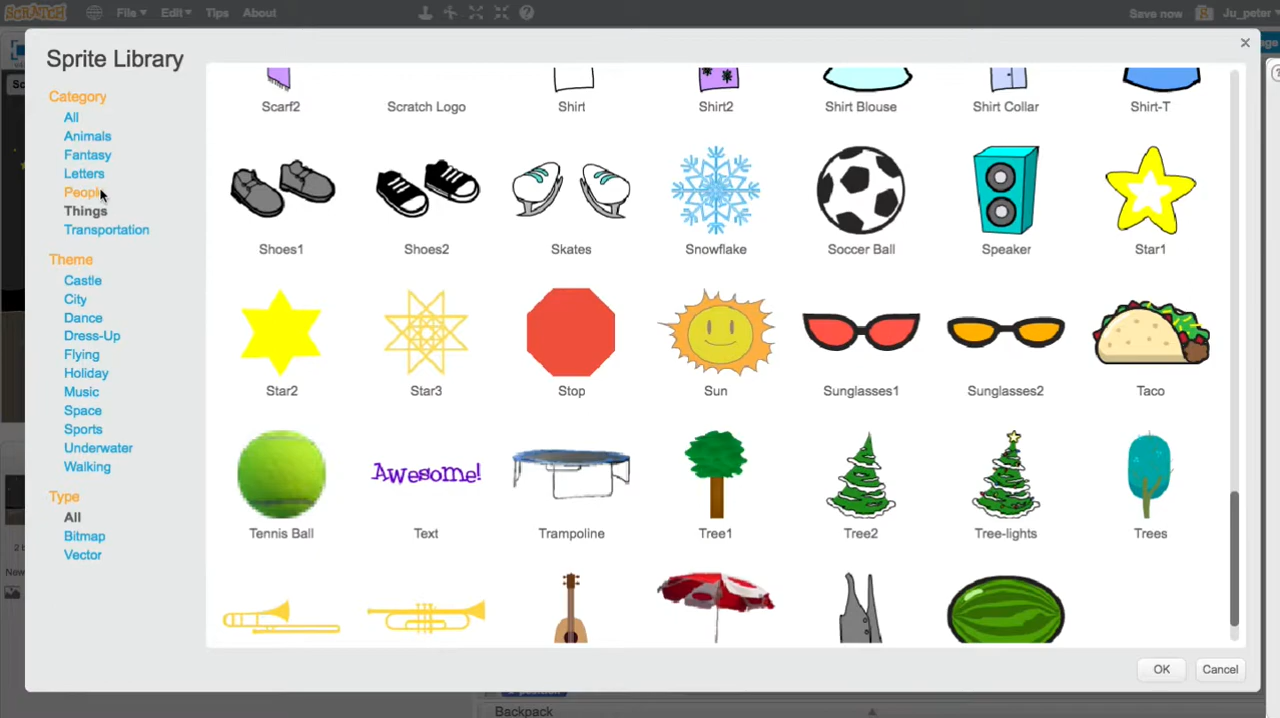 SCRATCH File Edit Tips About Save now Ju_peter
Sprite Library
Category
All
Animals
Fantasy
Letters
People
Things
Transportation
Theme
Castle
City
Dance
Dress-Up
Flying
Holiday
Music
Space
Sports
Underwater
Walking
Type
All
Bitmap
Vector
Scarf2 Scratch Logo Shirt Shirt2 Shirt Blouse Shirt Collar Shirt-T
Shoes1 Shoes2 Skates Snowflake Soccer Ball Speaker Star1
Star2 Star3 Stop Sun Sunglasses1 Sunglasses2 Taco
Awesome!
Tennis Ball Text Trampoline Tree1 Tree2 Tree-lights Trees
OK Cancel
New
Backpack